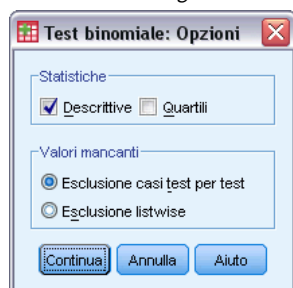 Test binomiale: Opzioni
Statistiche
Descrittive Quartili
Valori mancanti
Esclusione casi test per test
Esclusione listwise
Continua Annulla Aiuto